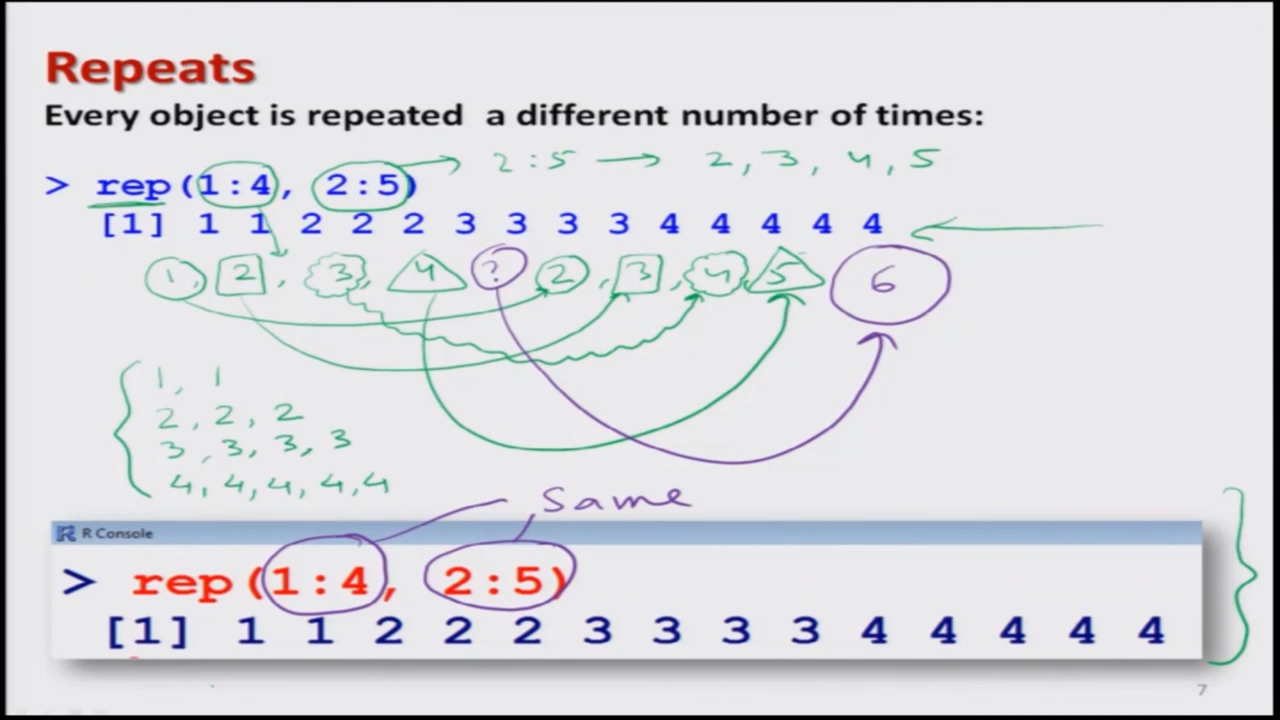 Repeats
Every object is repeated a different number of times:
2:5 → 2, 3, 4, 5
> rep(1:4, 2:5)
[1] 1 1 2 2 2 3 3 3 3 4 4 4 4 4
1, 2, 3, 4 ? 2, 3, 4, 5 6
1, 1
2, 2, 2
3, 3, 3, 3
4, 4, 4, 4, 4
Same
R Console
> rep(1:4, 2:5)
[1] 1 1 2 2 2 3 3 3 3 4 4 4 4 4
7